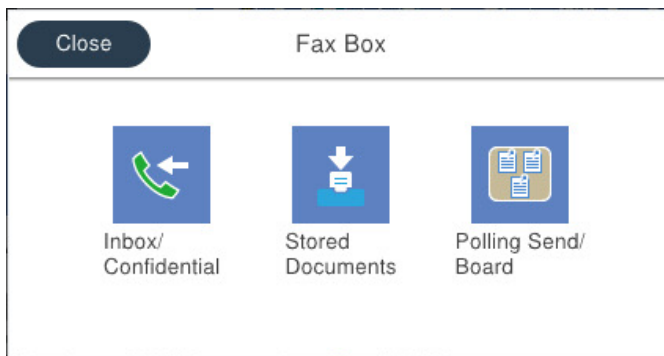 Close
Fax Box
Inbox/
Confidential
Stored
Documents
Polling Send/
Board